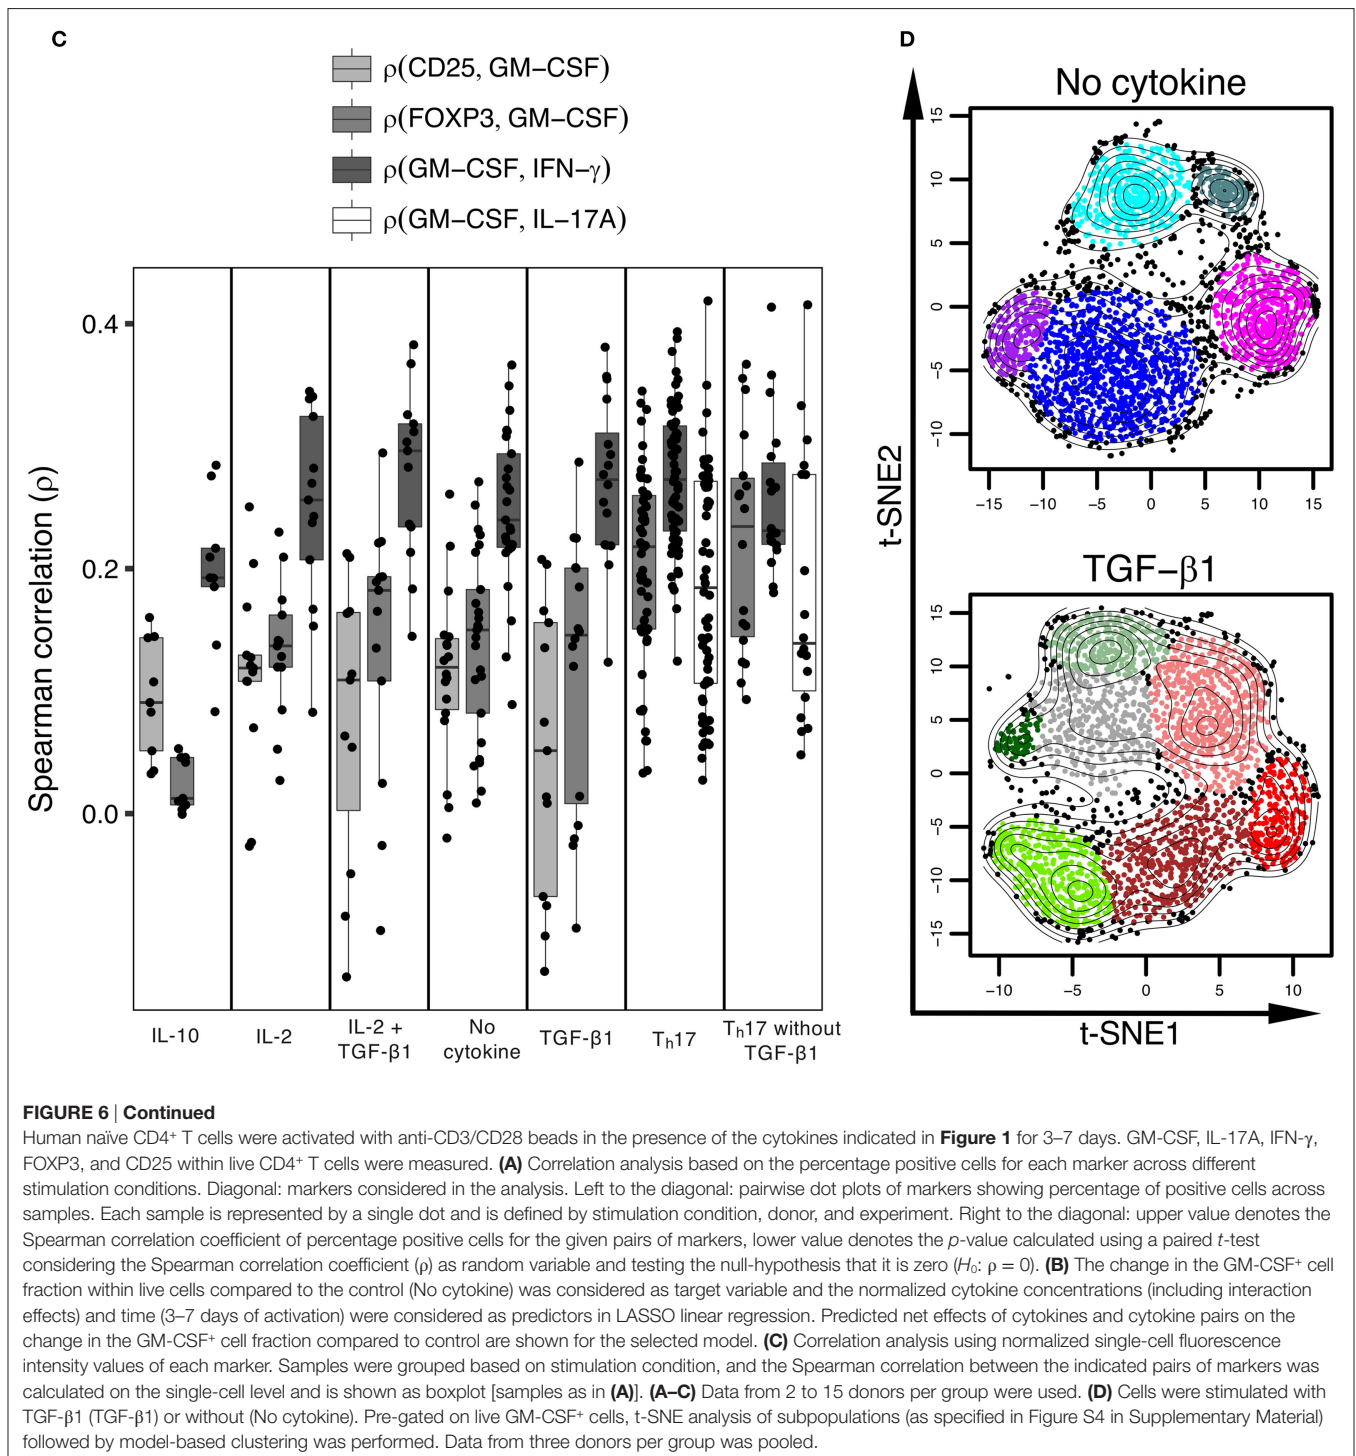 C
ρ(CD25, GM–CSF)
ρ(FOXP3, GM–CSF)
ρ(GM–CSF, IFN–γ)
ρ(GM–CSF, IL–17A)
Spearman correlation (ρ)
0.4
0.2
0.0
IL-10
IL-2
IL-2 +
TGF-β1
No
cytokine
TGF-β1
Th17
Th17 without
TGF-β1
D
No cytokine
15
10
5
0
−5
−10
−15 −10 −5 0 5 10 15
t-SNE2
TGF−β1
15
10
5
0
−5
−10
−15
−10 −5 0 5 10
t-SNE1
FIGURE 6 | Continued
Human naïve CD4+ T cells were activated with anti-CD3/CD28 beads in the presence of the cytokines indicated in Figure 1 for 3–7 days. GM-CSF, IL-17A, IFN-γ,
FOXP3, and CD25 within live CD4+ T cells were measured. (A) Correlation analysis based on the percentage positive cells for each marker across different
stimulation conditions. Diagonal: markers considered in the analysis. Left to the diagonal: pairwise dot plots of markers showing percentage of positive cells across
samples. Each sample is represented by a single dot and is defined by stimulation condition, donor, and experiment. Right to the diagonal: upper value denotes the
Spearman correlation coefficient of percentage positive cells for the given pairs of markers, lower value denotes the p-value calculated using a paired t-test
considering the Spearman correlation coefficient (ρ) as random variable and testing the null-hypothesis that it is zero (H0: ρ = 0). (B) The change in the GM-CSF+ cell
fraction within live cells compared to the control (No cytokine) was considered as target variable and the normalized cytokine concentrations (including interaction
effects) and time (3–7 days of activation) were considered as predictors in LASSO linear regression. Predicted net effects of cytokines and cytokine pairs on the
change in the GM-CSF+ cell fraction compared to control are shown for the selected model. (C) Correlation analysis using normalized single-cell fluorescence
intensity values of each marker. Samples were grouped based on stimulation condition, and the Spearman correlation between the indicated pairs of markers was
calculated on the single-cell level and is shown as boxplot [samples as in (A)]. (A–C) Data from 2 to 15 donors per group were used. (D) Cells were stimulated with
TGF-β1 (TGF-β1) or without (No cytokine). Pre-gated on live GM-CSF+ cells, t-SNE analysis of subpopulations (as specified in Figure S4 in Supplementary Material)
followed by model-based clustering was performed. Data from three donors per group was pooled.